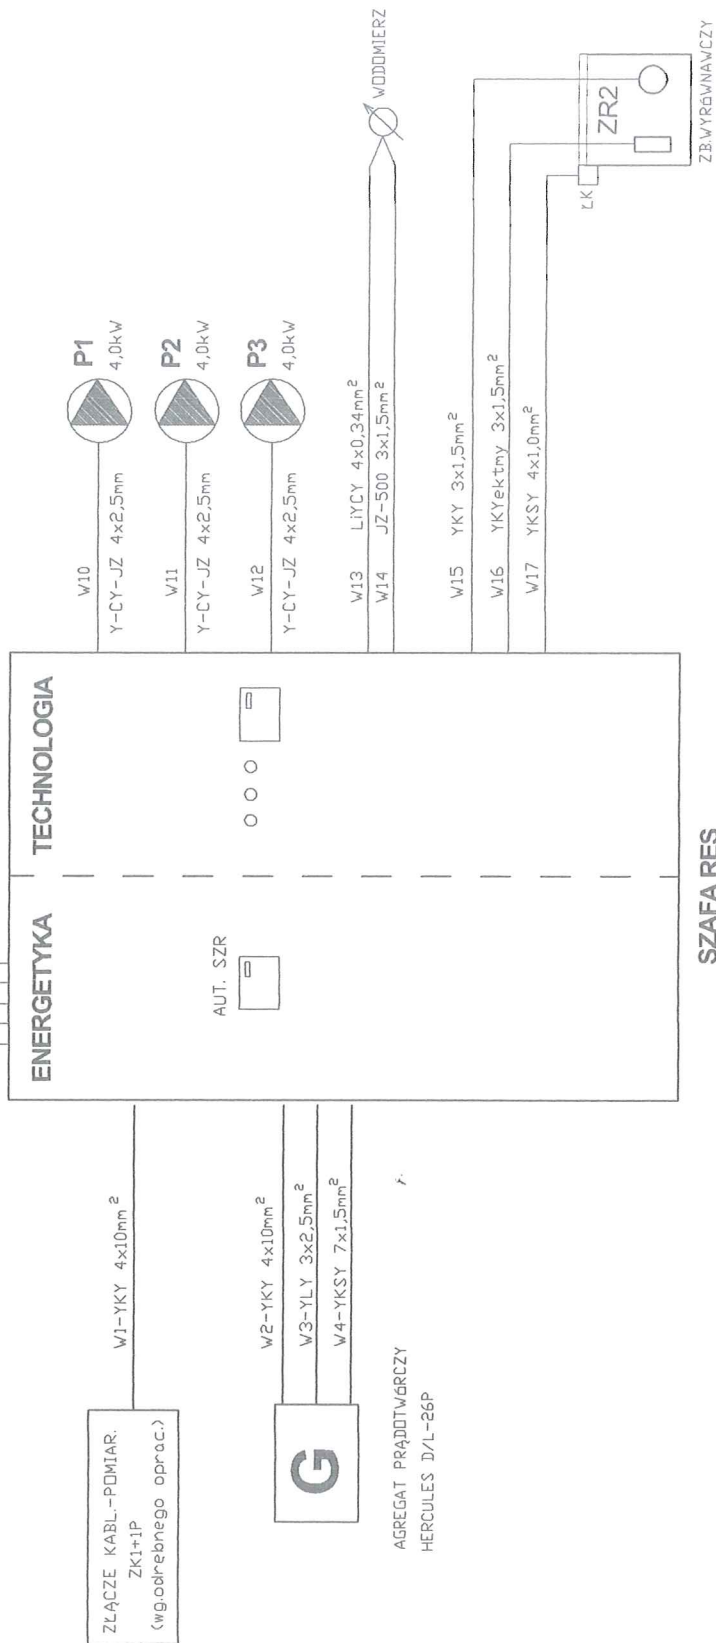 ZŁĄCZE KABL.-POMIAR.
ZK1+1P
(wg.odrebnego oprac.)
W1-YKY 4x10mm²
G
AGREGAT PRĄDOTWÓRCZY
HERCULES D/L-26P
W2-YKY 4x10mm²
W3-YLY 3x2,5mm²
W4-YKSY 7x1,5mm²
ENERGETYKA
TECHNOLOGIA
AUT. SZR
SZAFA RES
W10
Y-CY-JZ 4x2,5mm
P1
4,0kW
W11
Y-CY-JZ 4x2,5mm
P2
4,0kW
W12
Y-CY-JZ 4x2,5mm
P3
4,0kW
W13 LiYCY 4x0,34mm²
W14 JZ-500 3x1,5mm²
WODOMIERZ
W15 YKY 3x1,5mm²
W16 YKYektmy 3x1,5mm²
W17 YKSY 4x1,0mm²
ŁK
ZR2
ZB.WYRÓWNAWCZY